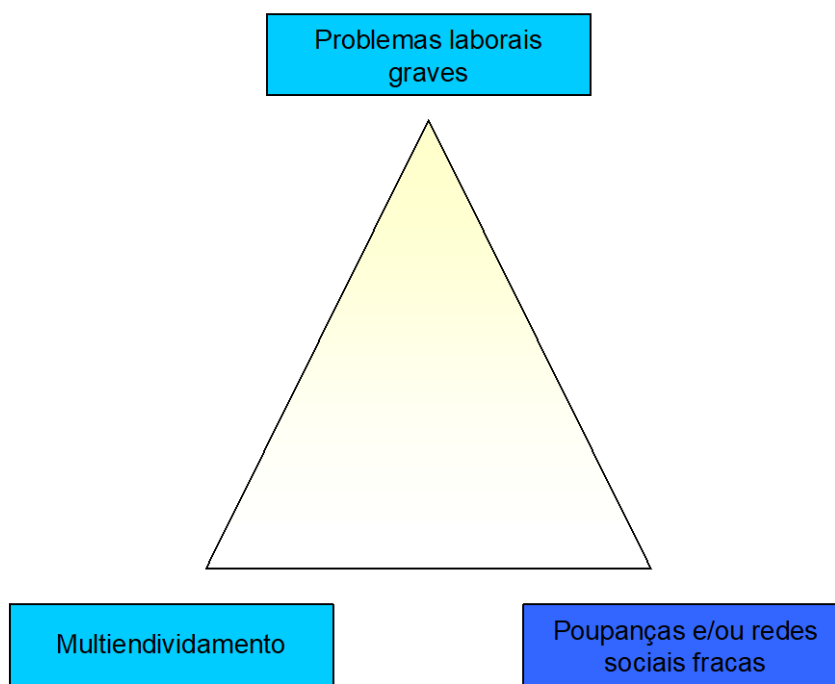 Problemas laborais
graves
Multiendividamento
Poupanças e/ou redes
sociais fracas